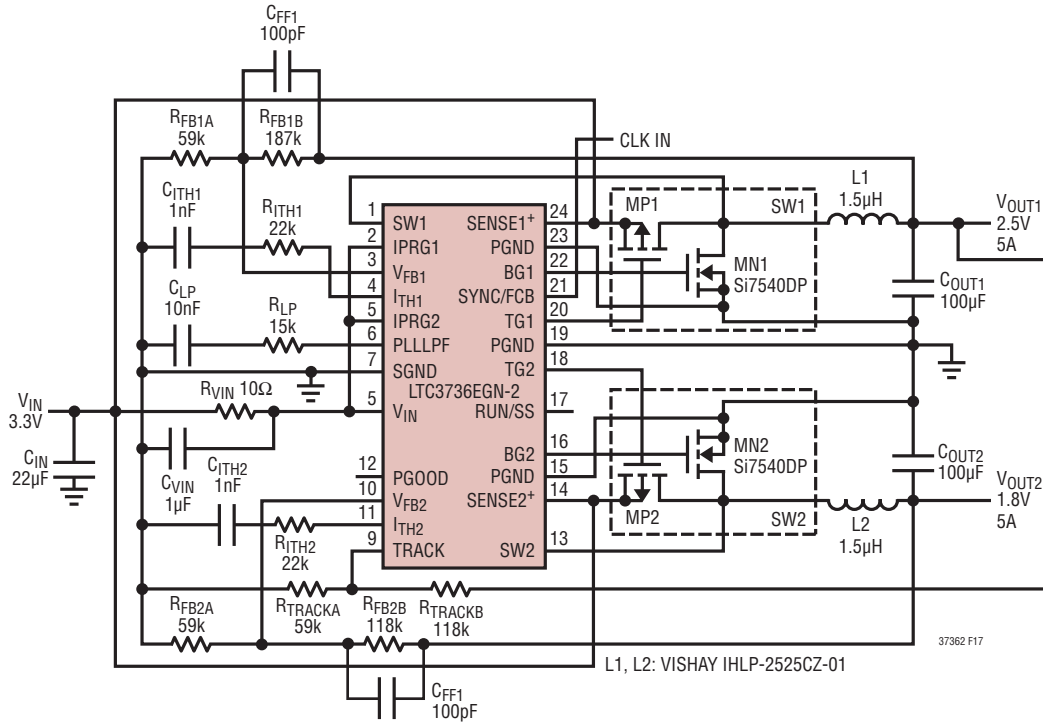 CFF1
100pF
RFB1A
59k
RFB1B
187k
CLK IN
CITH1
1nF
RITH1
22k
CLP
10nF
RLP
15k
VIN
3.3V
RVIN 10Ω
CIN
22µF
CVIN
1µF
CITH2
1nF
RITH2
22k
1
2
3
4
5
6
7
5
12
10
11
9
SW1
IPRG1
VFB1
ITH1
IPRG2
PLLLPF
SGND
LTC3736EGN-2
VIN
PGOOD
VFB2
ITH2
TRACK
SENSE1+
PGND
BG1
SYNC/FCB
TG1
PGND
TG2
RUN/SS
BG2
PGND
SENSE2+
SW2
24
23
22
21
20
19
18
17
16
15
14
13
MP1
SW1
MN1
Si7540DP
L1
1.5µH
VOUT1
2.5V
5A
COUT1
100µF
MN2
Si7540DP
MP2
SW2
COUT2
100µF
VOUT2
1.8V
5A
L2
1.5µH
RFB2A
59k
RTRACKA
59k
RFB2B
118k
RTRACKB
118k
CFF1
100pF
37362 F17
L1, L2: VISHAY IHLP-2525CZ-01